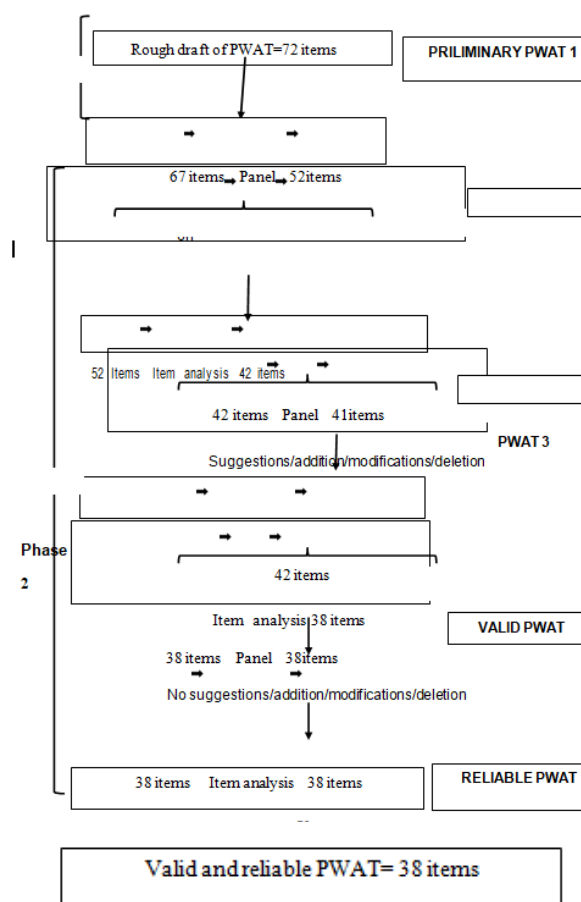 Rough draft of PWAT=72 items
PRILIMINARY PWAT 1
67 items Panel 52items
52 Items Item analysis 42 items
42 items Panel 41items
PWAT 3
Suggestions/addition/modifications/deletion
Phase
2
42 items
Item analysis 38 items
VALID PWAT
38 items Panel 38items
No suggestions/addition/modifications/deletion
38 items Item analysis 38 items
RELIABLE PWAT
Valid and reliable PWAT= 38 items